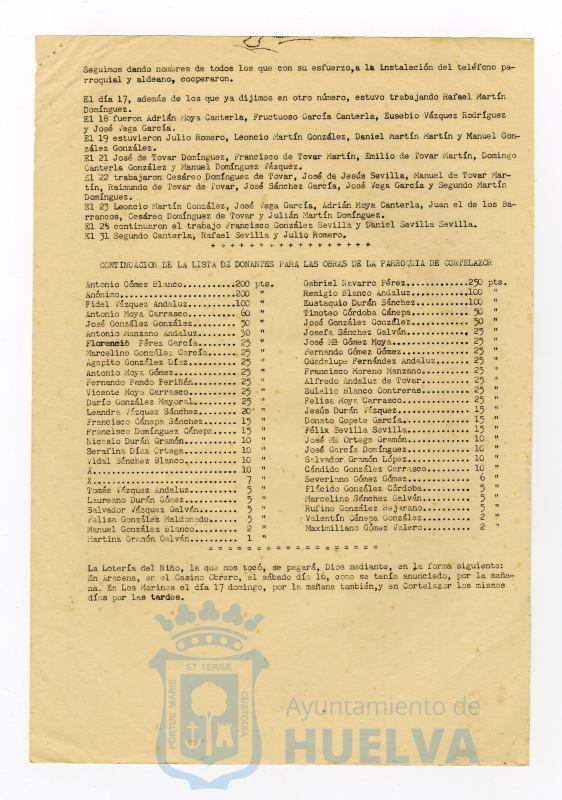 Seguimos dando nombres de todos los que con su esfuerzo,a la instalación del teléfono pa-
rroquial y aldeano, cooperaron.
El día 17, además de los que ya dijimos en otro número, estuvo trabajando Rafael Martín
Domínguez.
El 18 fueron Adrián Moya Canterla, Fructuoso García Canterla, Eusebio Vázquez Rodríguez
y José Vega García.
El 19 estuvieron Julio Romero, Leoncio Martín González, Daniel Martín Martín y Manuel Gon-
zález González.
El 21 José de Tovar Domínguez, Francisco de Tovar Martín, Emilio de Tovar Martín, Domingo
Canterla González y Manuel Domínguez Vázquez.
El 22 trabajaron Cesáreo Domínguez de Tovar, José de Jesús Sevilla, Manuel de Tovar Mar-
tín, Raimundo de Tovar de Tovar, José Sánchez García, José Vega García y Segundo Martín
Domínguez.
El 23 Leoncio Martín González, José Vega García, Adrián Moya Canterla, Juan el de los Ba-
rrancos, Cesáreo Domínguez de Tovar y Julián Martín Domínguez.
El 25 continuaron el trabajo Francisco González Sevilla y Daniel Sevilla Sevilla.
El 31 Segundo Canterla, Rafael Sevilla y Julio Romero.
+ + + + + + + + + + + + + + + + +
CONTINUACION DE LA LISTA DE DONANTES PARA LAS OBRAS DE LA PARROQUIA DE CORTELAZOR
Antonio Gómez Blanco..........200 pts.
Anónimo.......................200 "
Fidel Vázquez Andaluz.........100 "
Antonio Moya Carrasco......... 60 "
José González González........ 50 "
Antonio Manzano Andaluz....... 30 "
Florencio Pérez García........ 25 "
Marcelino González García..... 25 "
Agapito González Díaz......... 25 "
Antonio Moya Gómez............ 25 "
Fernando Pando Periñán........ 25 "
Vicente Moya Carrasco......... 25 "
Darío González Mayoral........ 25 "
Leandra Vázquez Sánchez....... 20 "
Francisco Cánepa Sánchez...... 15 "
Francisco Domínguez Cánepa.... 15 "
Nicasio Durán Gramón.......... 10 "
Serafina Díaz Ortega.......... 10 "
Vidal Sánchez Blanco.......... 10 "
X............................. 10 "
X............................. 7 "
Tomás Vázquez Andaluz......... 5 "
Laureano Durán Gómez.......... 5 "
Salvador Vázquez Galván....... 5 "
Felisa González Maldonado..... 5 "
Manuel González Blanco........ 2 "
Martina Gramón Galván......... 1 "
Gabriel Navarro Pérez.........250 pts.
Remigio Blanco Andaluz........100 "
Eustaquio Durán Sánchez.......100 "
Timoteo Córdoba Cánepa........ 50 "
José González González........ 50 "
Josefa Sánchez Galván......... 25 "
José Mª Gómez Moya............ 25 "
Fernando Gómez Gómez.......... 25 "
Guadalupe Fernández Andaluz... 25 "
Francisco Moreno Manzano...... 25 "
Alfredo Andaluz de Tovar...... 25 "
Eulalio Blanco Contreras...... 25 "
Felisa Moya Carrasco.......... 25 "
Jesús Durán Vázquez........... 15 "
Donato Copete García.......... 15 "
Félix Sevilla Sevilla......... 15 "
José Mª Ortega Gramón......... 10 "
José García Domínguez......... 10 "
Salvador Gramón López......... 10 "
Cándido González Carrasco..... 10 "
Severiano Gómez Gómez......... 6 "
Plácido González Córdoba...... 5 "
Marcelino Sánchez Galván...... 5 "
Rufino González Bejarano...... 5 "
Valentín Cánepa González...... 2 "
Maximiliano Gómez Valero...... 2 "
= = = = = = = = = = = = = = = = = =
La Lotería del Niño, la que nos tocó, se pagará, Dios mediante, en la forma siguiente:
En Aracena, en el Casino Obrero, el sábado día 16, como se tenía anunciado, por la maña-
na. En Los Marines el día 17 domingo, por la mañana también,y en Cortelazor los mismos
días por las tardes.
PORTUS MARIS
ET TERRÆ
CUSTODIA
Ayuntamiento de
HUELVA